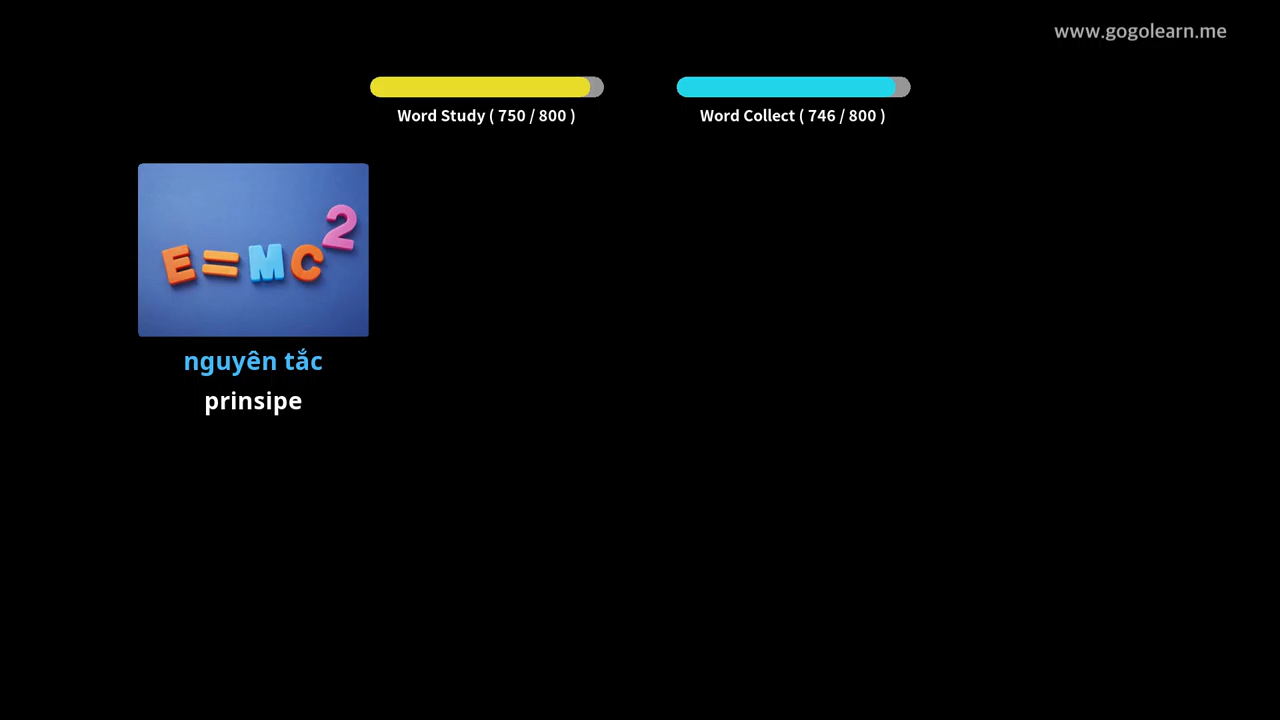 www.gogolearn.me
Word Study ( 750 / 800 )
Word Collect ( 746 / 800 )
E=MC²
nguyên tắc
prinsipe